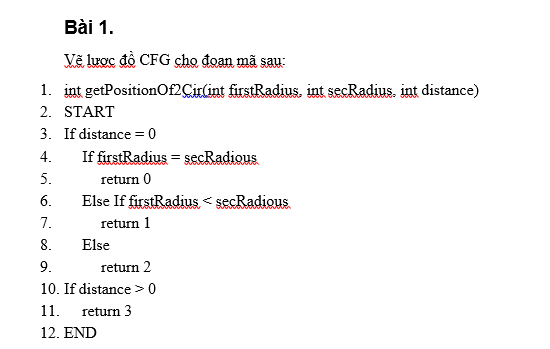 Bài 1.
Vẽ lược đồ CFG cho đoạn mã sau:
1. int getPositionOf2Cir(int firstRadius, int secRadius, int distance)
2. START
3. If distance = 0
4. If firstRadius = secRadious
5. return 0
6. Else If firstRadius < secRadious
7. return 1
8. Else
9. return 2
10. If distance > 0
11. return 3
12. END